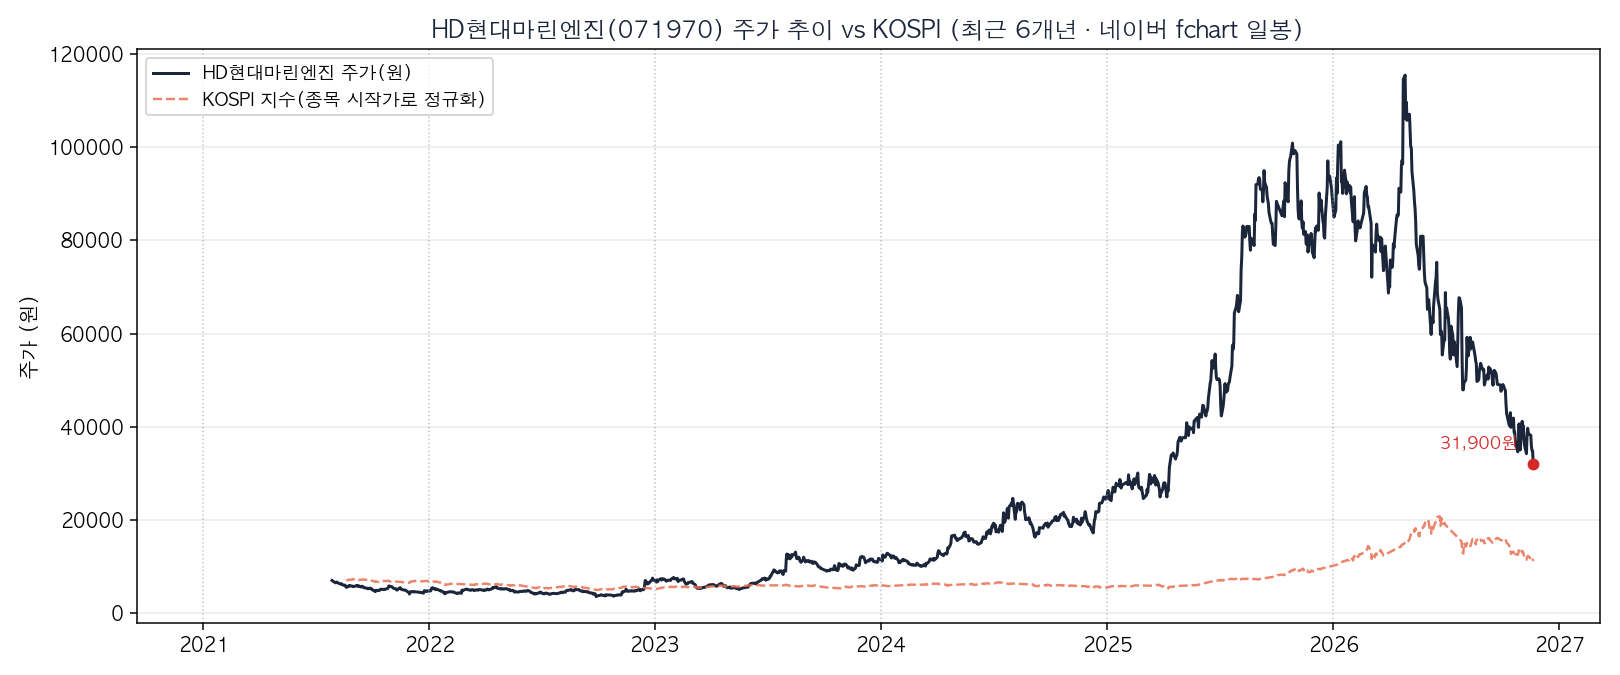 HD현대마린엔진(071970) 주가 추이 vs KOSPI (최근 6개년 · 네이버 fchart 일봉)
HD현대마린엔진 주가(원)
KOSPI 지수(종목 시작가로 정규화)
주가 (원)
120000
100000
80000
60000
40000
20000
0
31,900원
2021
2022
2023
2024
2025
2026
2027